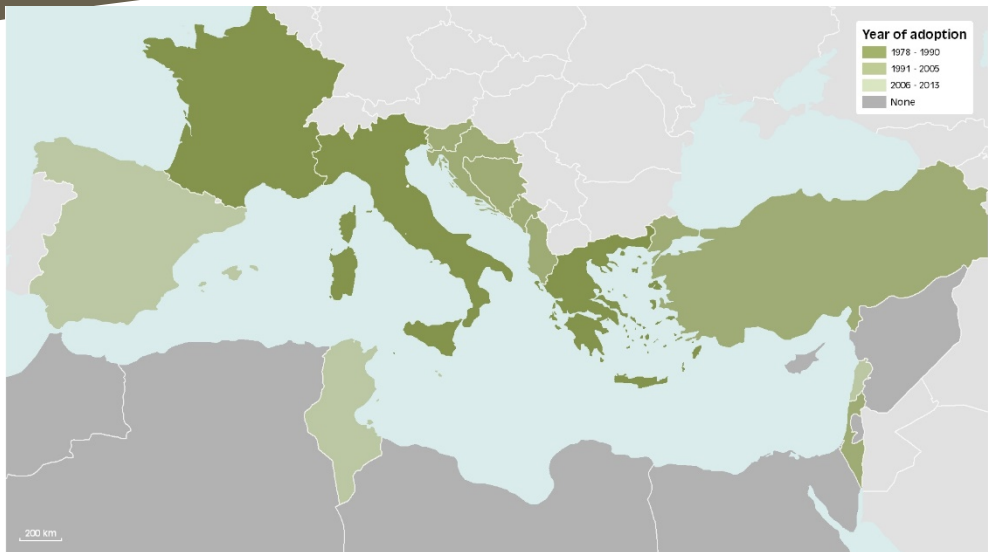 Year of adoption
1978 - 1990
1991 - 2005
2006 - 2013
None
200 km